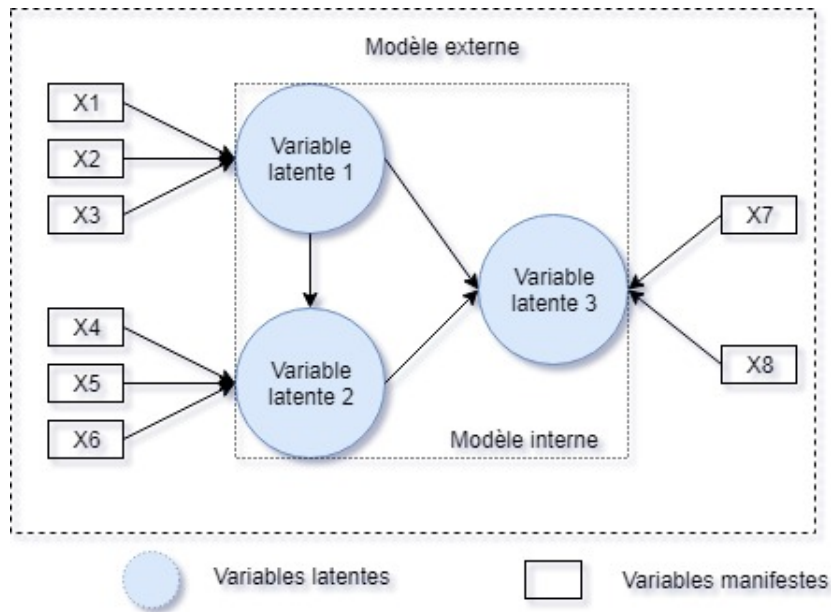 Modèle externe
X1
X2
X3
Variable
latente 1
X4
X5
X6
Variable
latente 2
Variable
latente 3
X7
X8
Modèle interne
Variables latentes
Variables manifestes